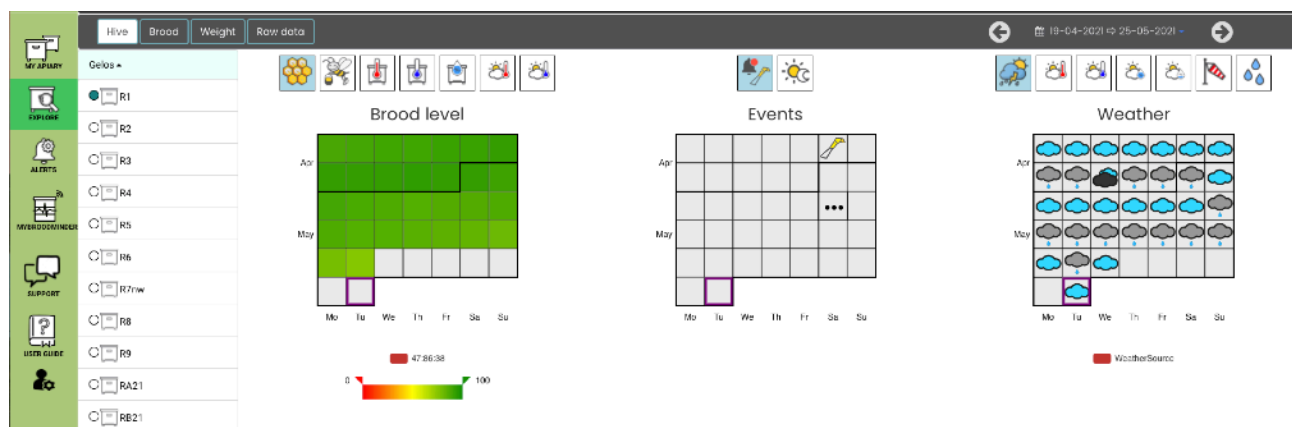 Hive Brood Weight Raw data
19-04-2021 ⇨ 25-05-2021
MY APIARY
EXPLORE
ALERTS
MYBROODMINDER
SUPPORT
USER GUIDE
Gelos
R1
R2
R3
R4
R5
R6
R7nw
R8
R9
RA21
RB21
Brood level
Apr
May
Mo Tu We Th Fr Sa Su
47:86:38
0 100
Events
Apr
May
Mo Tu We Th Fr Sa Su
Weather
Apr
May
Mo Tu We Th Fr Sa Su
WeatherSource